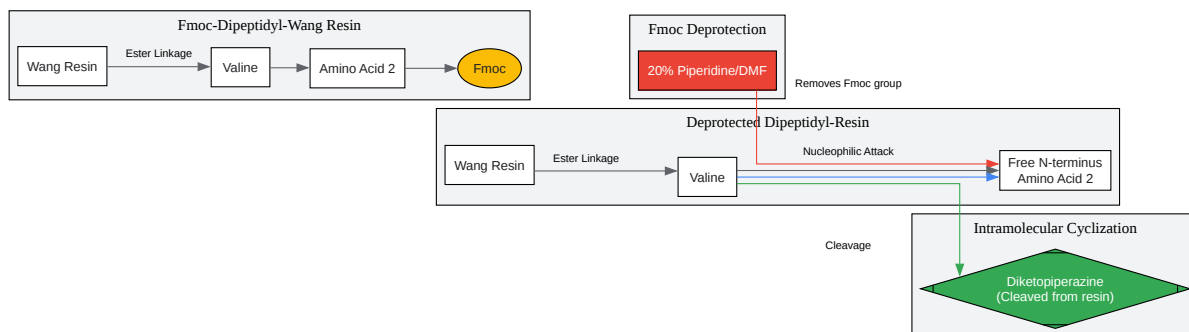 Fmoc-Dipeptidyl-Wang Resin
Wang Resin
Ester Linkage
Valine
Amino Acid 2
Fmoc
Fmoc Deprotection
20% Piperidine/DMF
Removes Fmoc group
Deprotected Dipeptidyl-Resin
Wang Resin
Ester Linkage
Valine
Nucleophilic Attack
Free N-terminus
Amino Acid 2
Intramolecular Cyclization
Cleavage
Diketopiperazine
(Cleaved from resin)